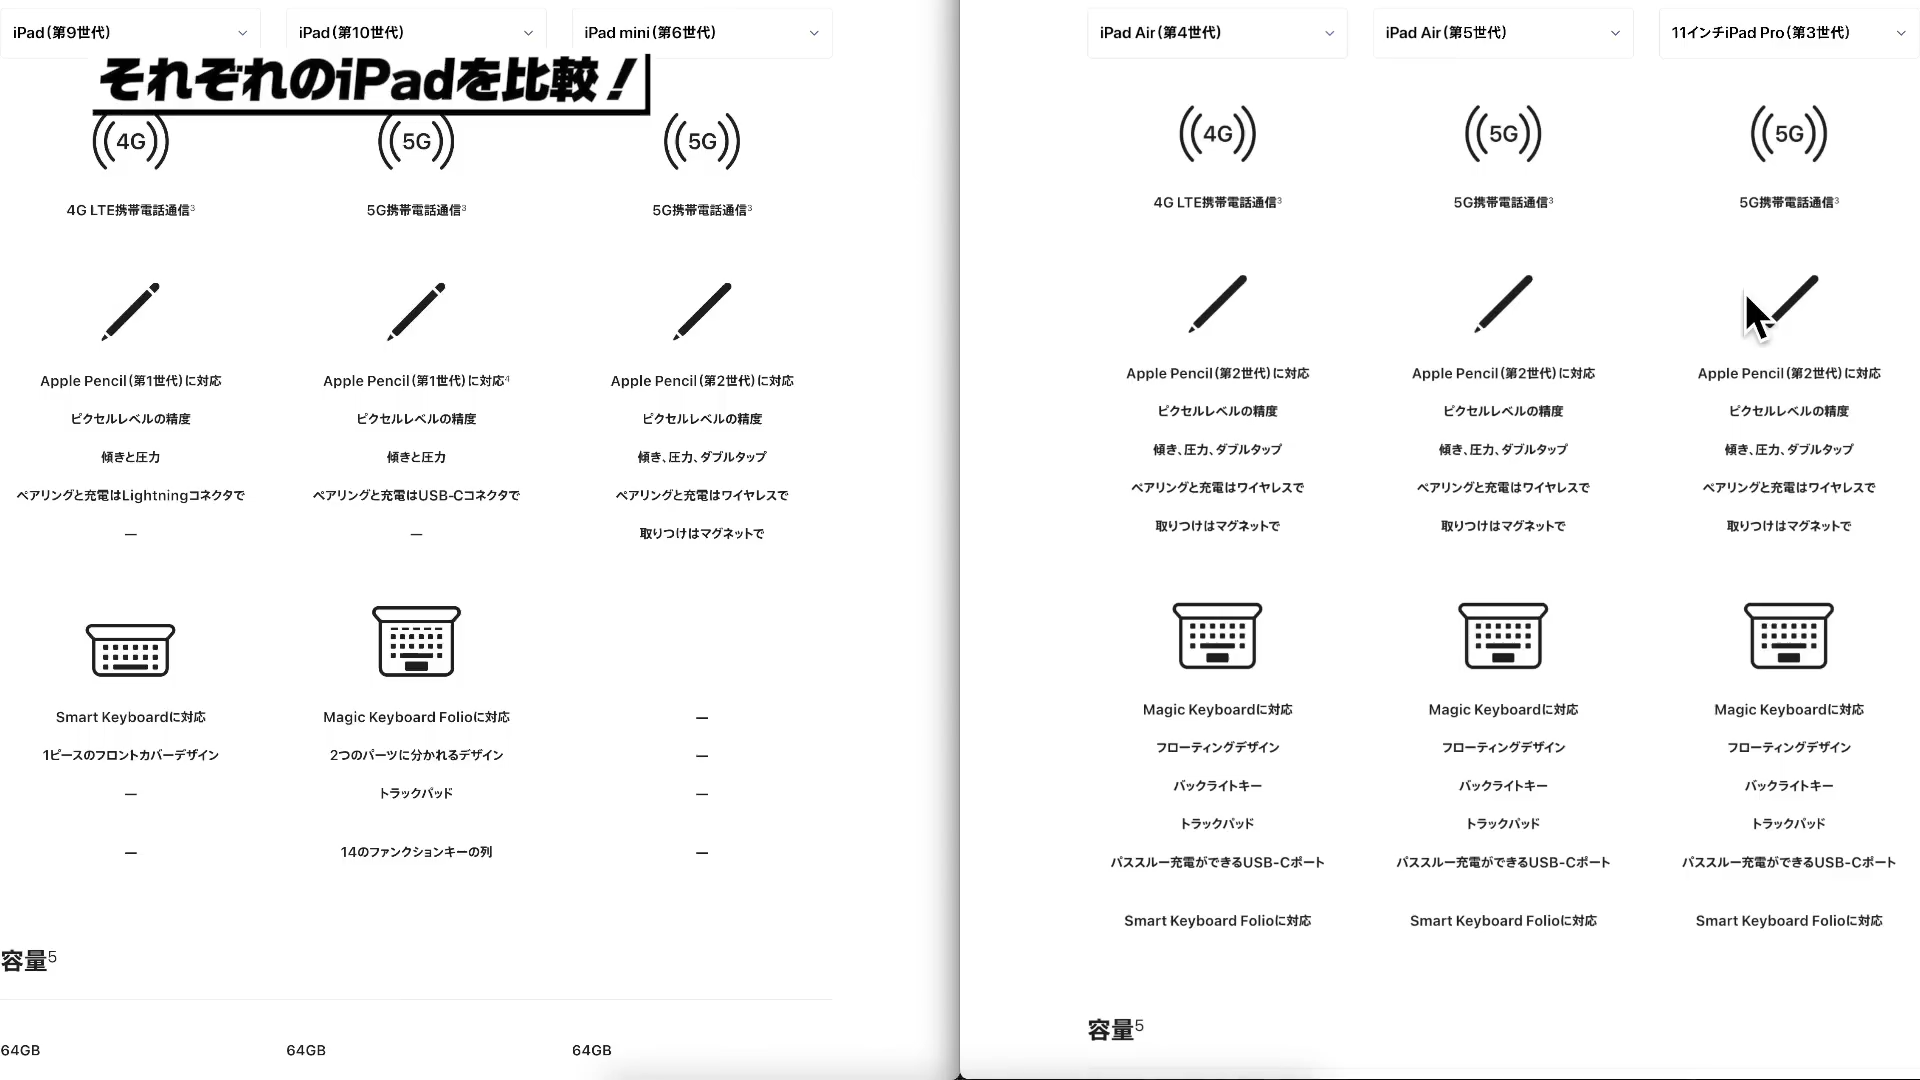 iPad（第9世代） iPad（第10世代） iPad mini（第6世代）
それぞれのiPadを比較！
4G 5G 5G
4G LTE携帯電話通信3 5G携帯電話通信3 5G携帯電話通信3
Apple Pencil（第1世代）に対応 Apple Pencil（第1世代）に対応4 Apple Pencil（第2世代）に対応
ピクセルレベルの精度 ピクセルレベルの精度 ピクセルレベルの精度
傾きと圧力 傾きと圧力 傾き、圧力、ダブルタップ
ペアリングと充電はLightningコネクタで ペアリングと充電はUSB-Cコネクタで ペアリングと充電はワイヤレスで
— — 取りつけはマグネットで
Smart Keyboardに対応 Magic Keyboard Folioに対応 —
1ピースのフロントカバーデザイン 2つのパーツに分かれるデザイン —
— トラックパッド —
— 14のファンクションキーの列 —
容量5
64GB 64GB 64GB
iPad Air（第4世代） iPad Air（第5世代） 11インチiPad Pro（第3世代）
4G 5G 5G
4G LTE携帯電話通信3 5G携帯電話通信3 5G携帯電話通信3
Apple Pencil（第2世代）に対応 Apple Pencil（第2世代）に対応 Apple Pencil（第2世代）に対応
ピクセルレベルの精度 ピクセルレベルの精度 ピクセルレベルの精度
傾き、圧力、ダブルタップ 傾き、圧力、ダブルタップ 傾き、圧力、ダブルタップ
ペアリングと充電はワイヤレスで ペアリングと充電はワイヤレスで ペアリングと充電はワイヤレスで
取りつけはマグネットで 取りつけはマグネットで 取りつけはマグネットで
Magic Keyboardに対応 Magic Keyboardに対応 Magic Keyboardに対応
フローティングデザイン フローティングデザイン フローティングデザイン
バックライトキー バックライトキー バックライトキー
トラックパッド トラックパッド トラックパッド
パススルー充電ができるUSB-Cポート パススルー充電ができるUSB-Cポート パススルー充電ができるUSB-Cポート
Smart Keyboard Folioに対応 Smart Keyboard Folioに対応 Smart Keyboard Folioに対応
容量5